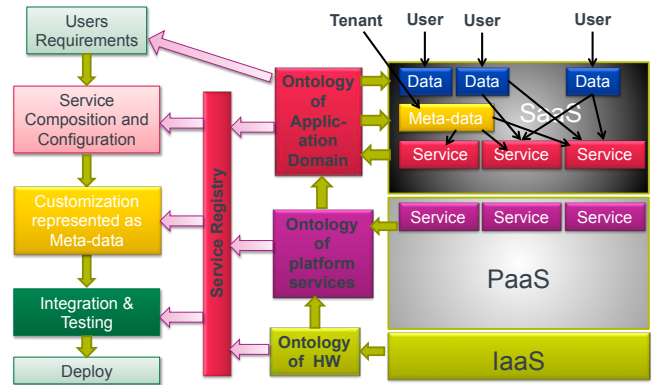 Users
Requirements
Service
Composition and
Configuration
Customization
represented as
Meta-data
Integration &
Testing
Deploy
Service Registry
Ontology
of
Applic-
ation
Domain
Ontology
of
platform
services
Ontology
of HW
Tenant
User
User
User
Data
Data
Data
SaaS
Meta-data
Service
Service
Service
Service
Service
Service
PaaS
IaaS